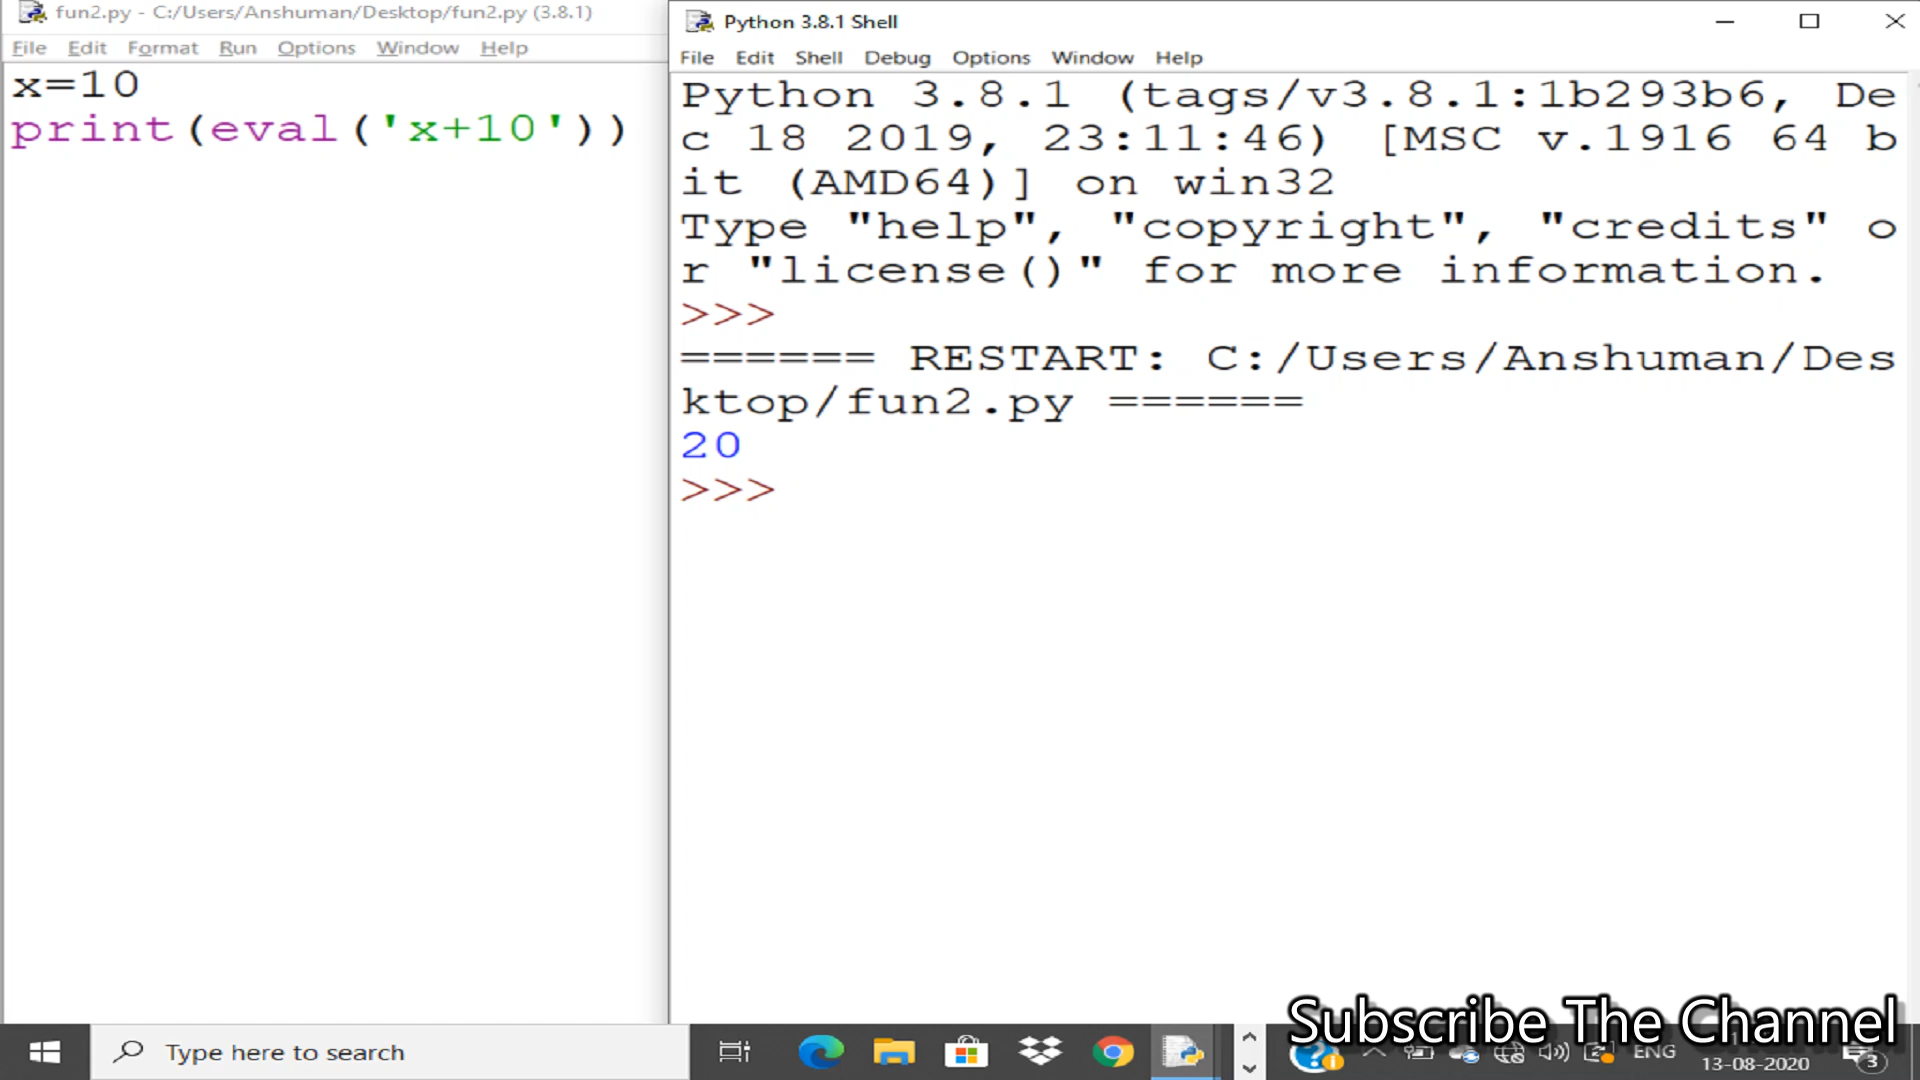 fun2.py - C:/Users/Anshuman/Desktop/fun2.py (3.8.1)
File Edit Format Run Options Window Help
x=10
print(eval('x+10'))
Python 3.8.1 Shell
File Edit Shell Debug Options Window Help
Python 3.8.1 (tags/v3.8.1:1b293b6, De
c 18 2019, 23:11:46) [MSC v.1916 64 b
it (AMD64)] on win32
Type "help", "copyright", "credits" o
r "license()" for more information.
>>>
====== RESTART: C:/Users/Anshuman/Des
ktop/fun2.py ======
20
>>>
Subscribe The Channel
Type here to search
ENG
13-08-2020
3